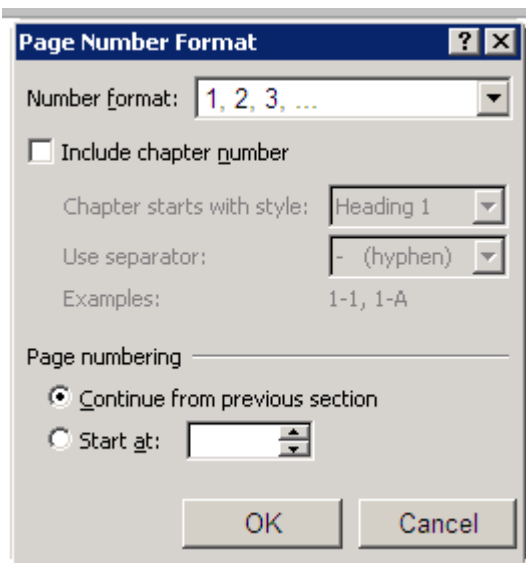 Page Number Format ? X
Number format: 1, 2, 3, ...
Include chapter number
Chapter starts with style: Heading 1
Use separator: - (hyphen)
Examples: 1-1, 1-A
Page numbering
Continue from previous section
Start at:
OK Cancel